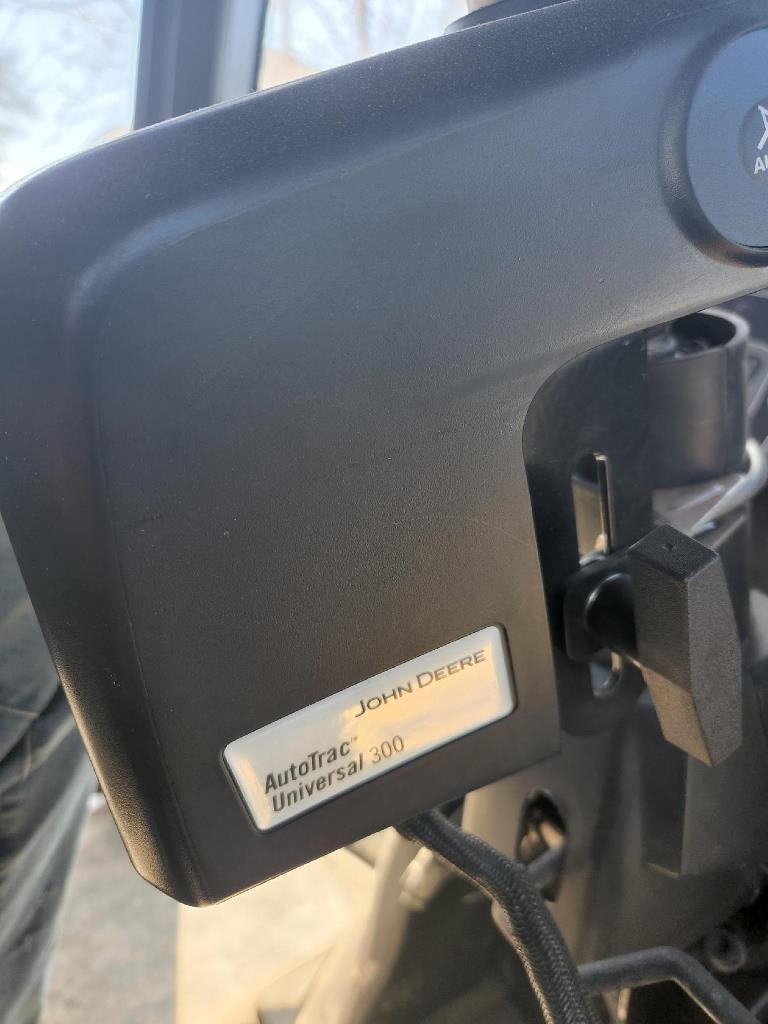 JOHN DEERE
AutoTrac™
Universal 300